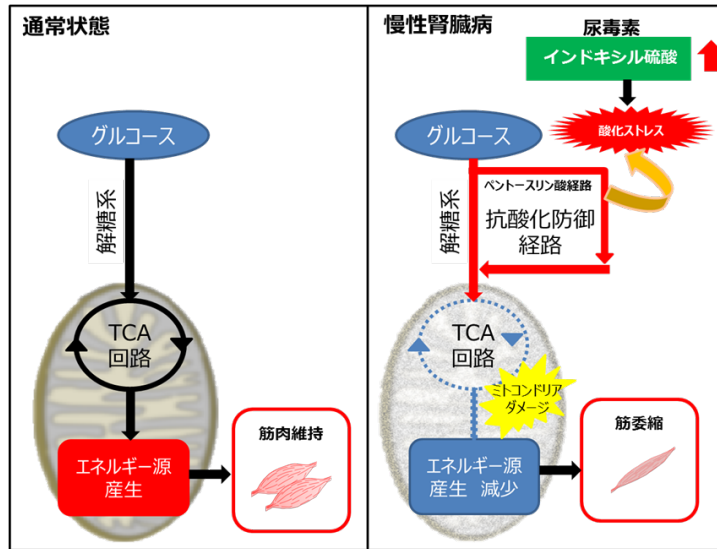 通常状態
グルコース
解糖系
TCA
回路
エネルギー源
産生
筋肉維持
慢性腎臓病
尿毒素
インドキシル硫酸
酸化ストレス
グルコース
ペントースリン酸経路
抗酸化防御
経路
解糖系
TCA
回路
ミトコンドリア
ダメージ
エネルギー源
産生 減少
筋委縮